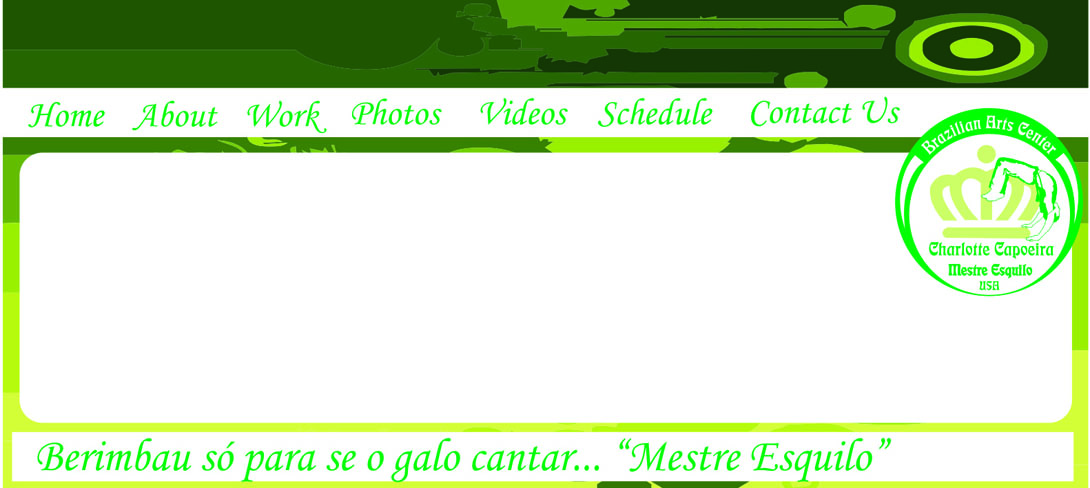 Home About Work Photos Videos Schedule Contact Us
Brazilian Arts Center
Charlotte Capoeira
Mestre Esquilo
USA
Berimbau só para se o galo cantar... “Mestre Esquilo”